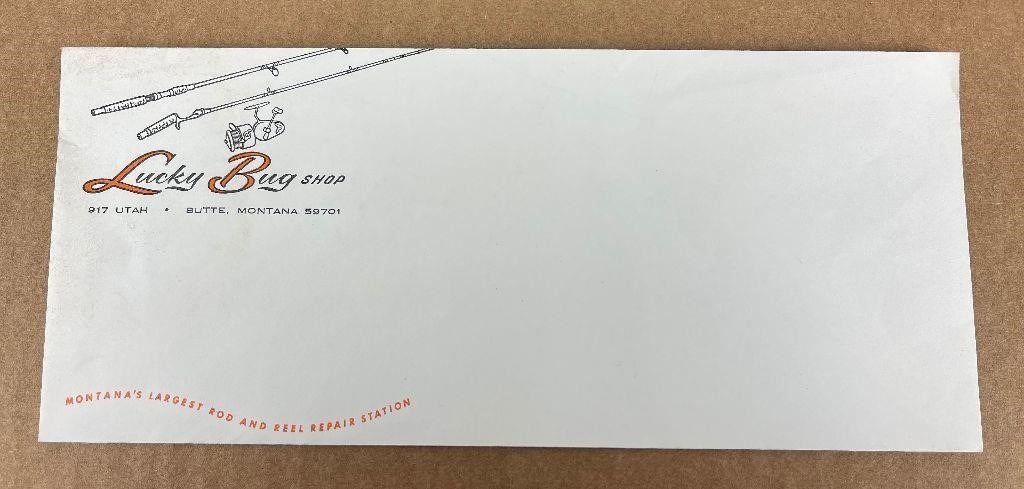 Lucky Bug SHOP
917 UTAH • BUTTE, MONTANA 59701
MONTANA'S LARGEST ROD AND REEL REPAIR STATION